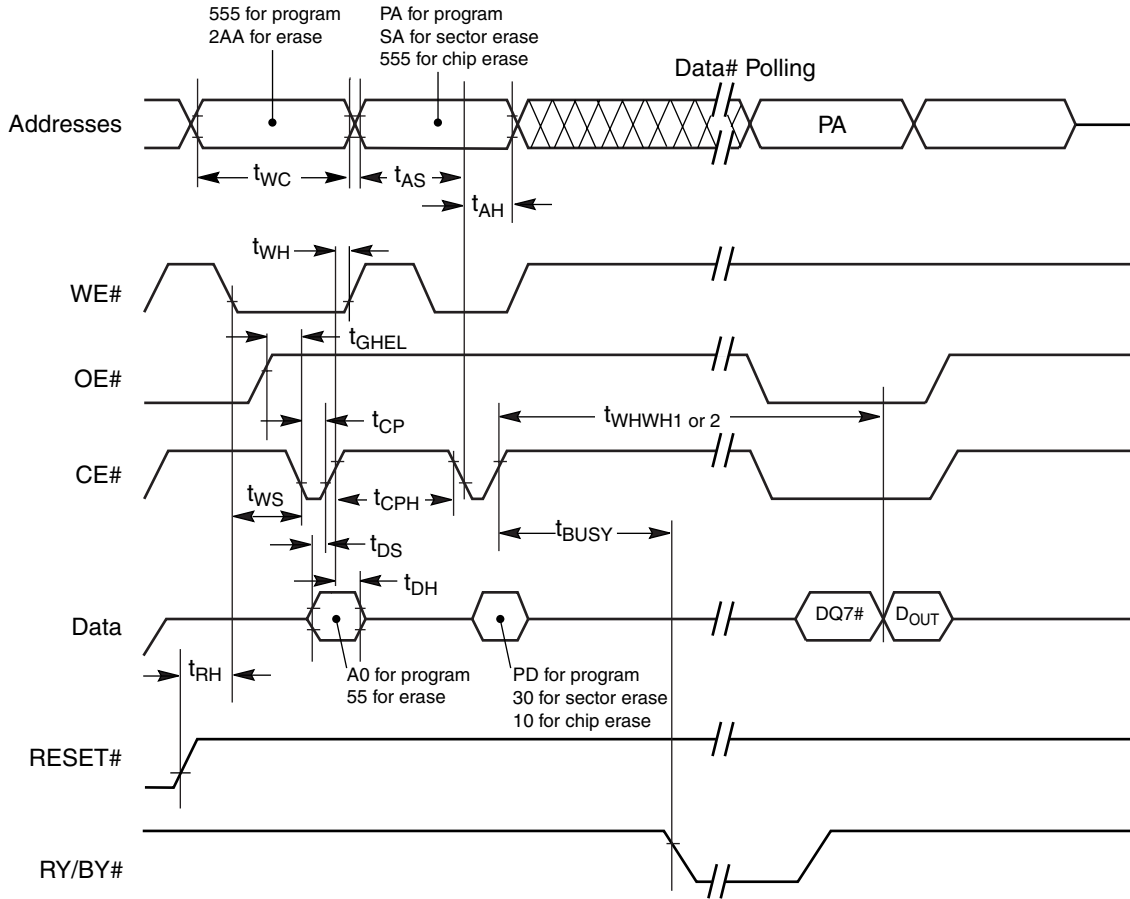 555 for program
2AA for erase
PA for program
SA for sector erase
555 for chip erase
Data# Polling
Addresses
PA
tWC
tAS
tAH
tWH
WE#
tGHEL
OE#
tCP
tWHWH1 or 2
CE#
tWS
tCPH
tBUSY
tDS
tDH
Data
DQ7#
DOUT
tRH
A0 for program
55 for erase
PD for program
30 for sector erase
10 for chip erase
RESET#
RY/BY#